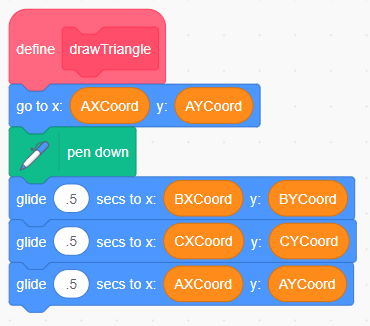 define drawTriangle
go to x: AXCoord y: AYCoord
pen down
glide .5 secs to x: BXCoord y: BYCoord
glide .5 secs to x: CXCoord y: CYCoord
glide .5 secs to x: AXCoord y: AYCoord